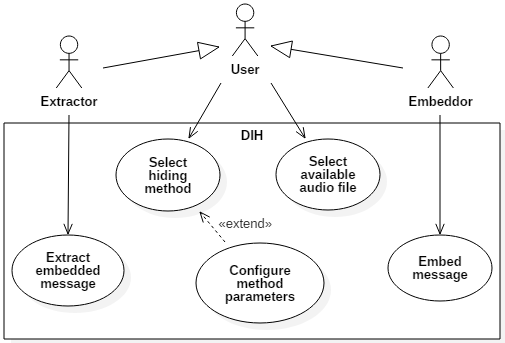 User
Extractor
Embeddor
DIH
Select
hiding
method
Select
available
audio file
«extend»
Extract
embedded
message
Configure
method
parameters
Embed
message